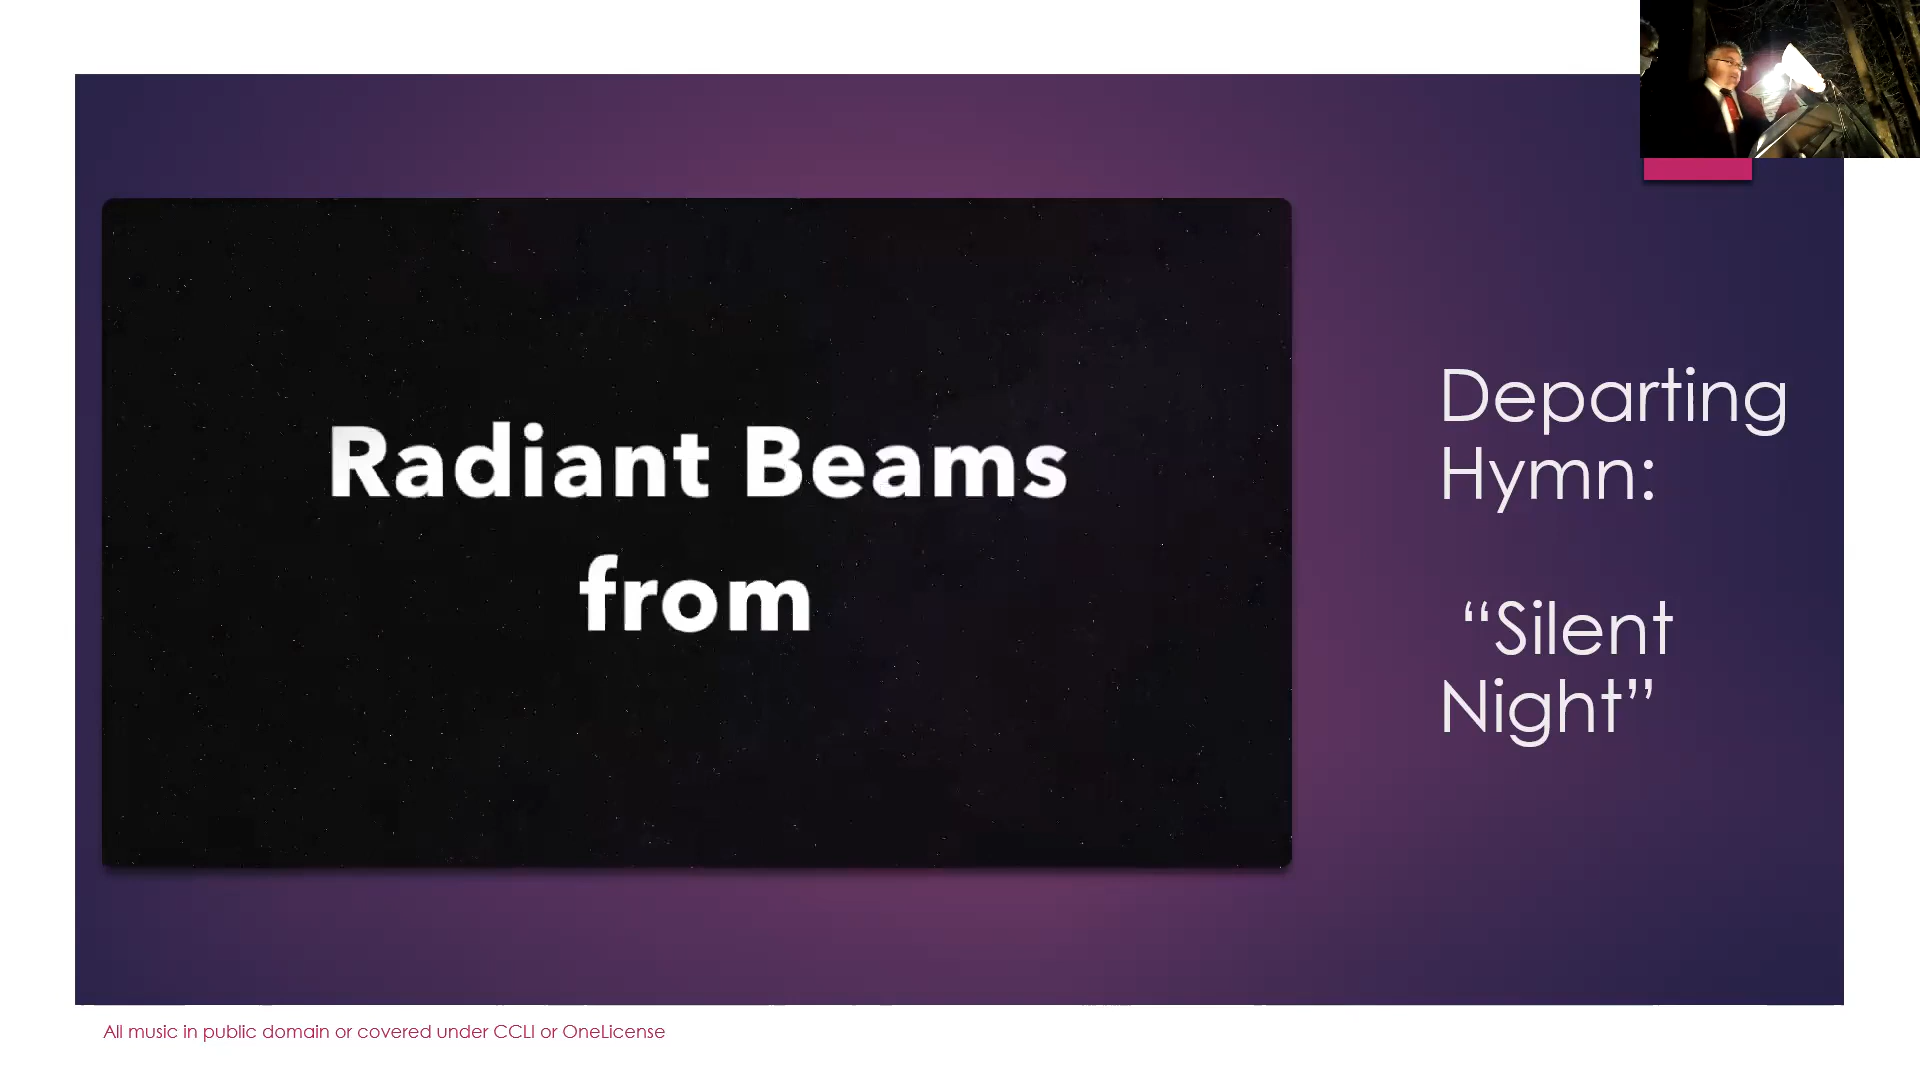 Radiant Beams
from
Departing
Hymn:
“Silent
Night”
All music in public domain or covered under CCLI or OneLicense